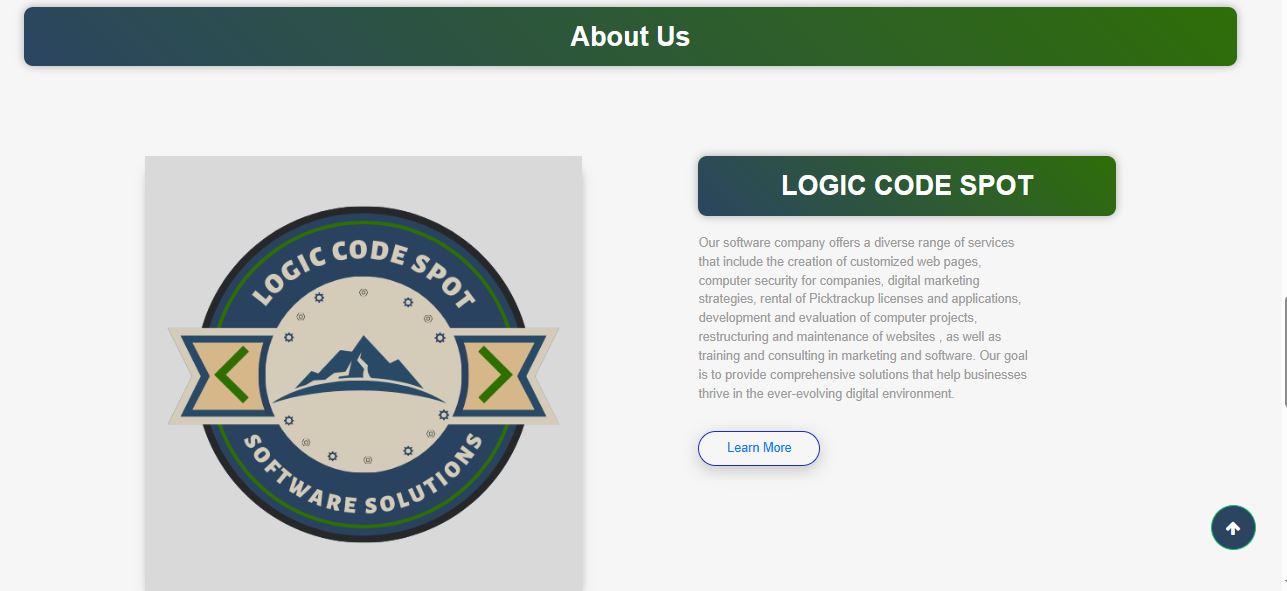 About Us
LOGIC CODE SPOT
SOFTWARE SOLUTIONS
LOGIC CODE SPOT
Our software company offers a diverse range of services
that include the creation of customized web pages,
computer security for companies, digital marketing
strategies, rental of Picktrackup licenses and applications,
development and evaluation of computer projects,
restructuring and maintenance of websites , as well as
training and consulting in marketing and software. Our goal
is to provide comprehensive solutions that help businesses
thrive in the ever-evolving digital environment.
Learn More